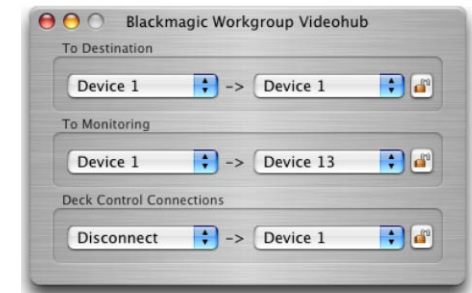 Blackmagic Workgroup Videohub
To Destination
Device 1 -> Device 1
To Monitoring
Device 1 -> Device 13
Deck Control Connections
Disconnect -> Device 1